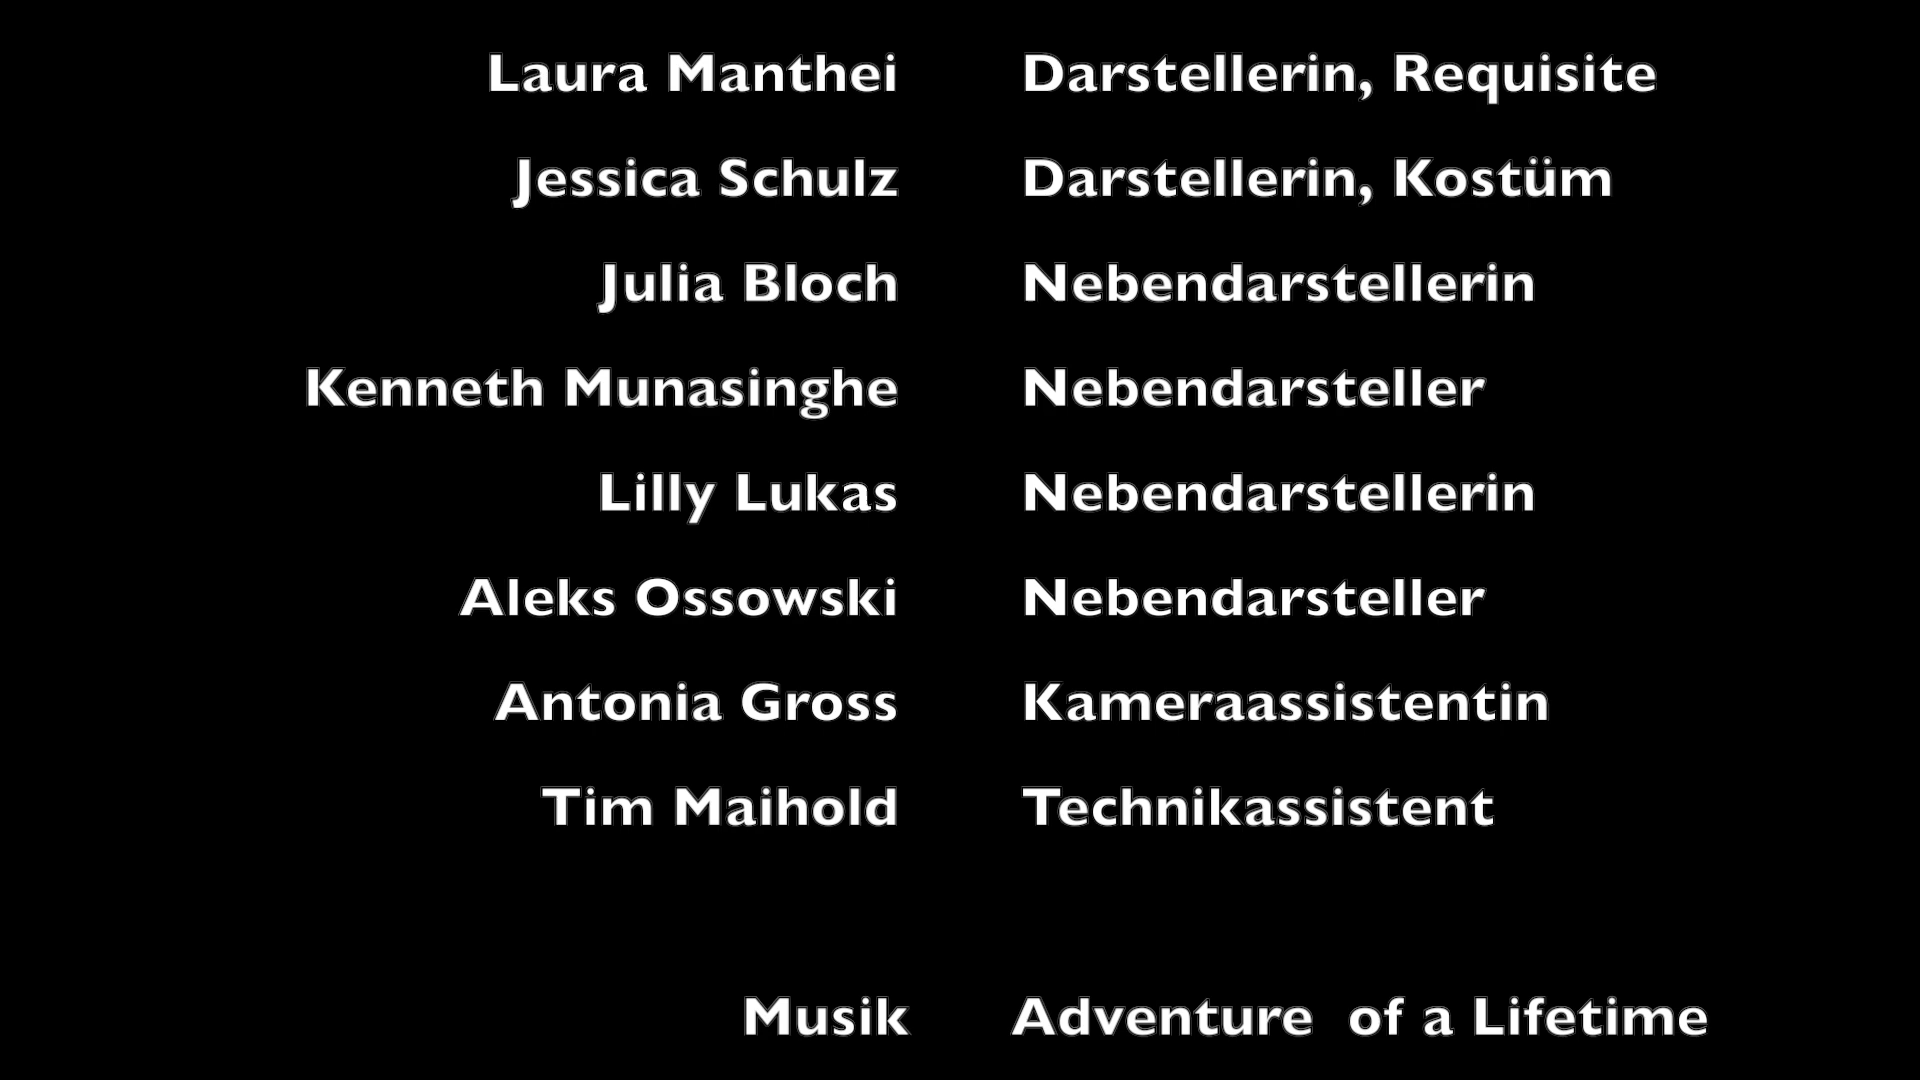 Laura Manthei Darstellerin, Requisite
Jessica Schulz Darstellerin, Kostüm
Julia Bloch Nebendarstellerin
Kenneth Munasinghe Nebendarsteller
Lilly Lukas Nebendarstellerin
Aleks Ossowski Nebendarsteller
Antonia Gross Kameraassistentin
Tim Maihold Technikassistent
Musik Adventure of a Lifetime